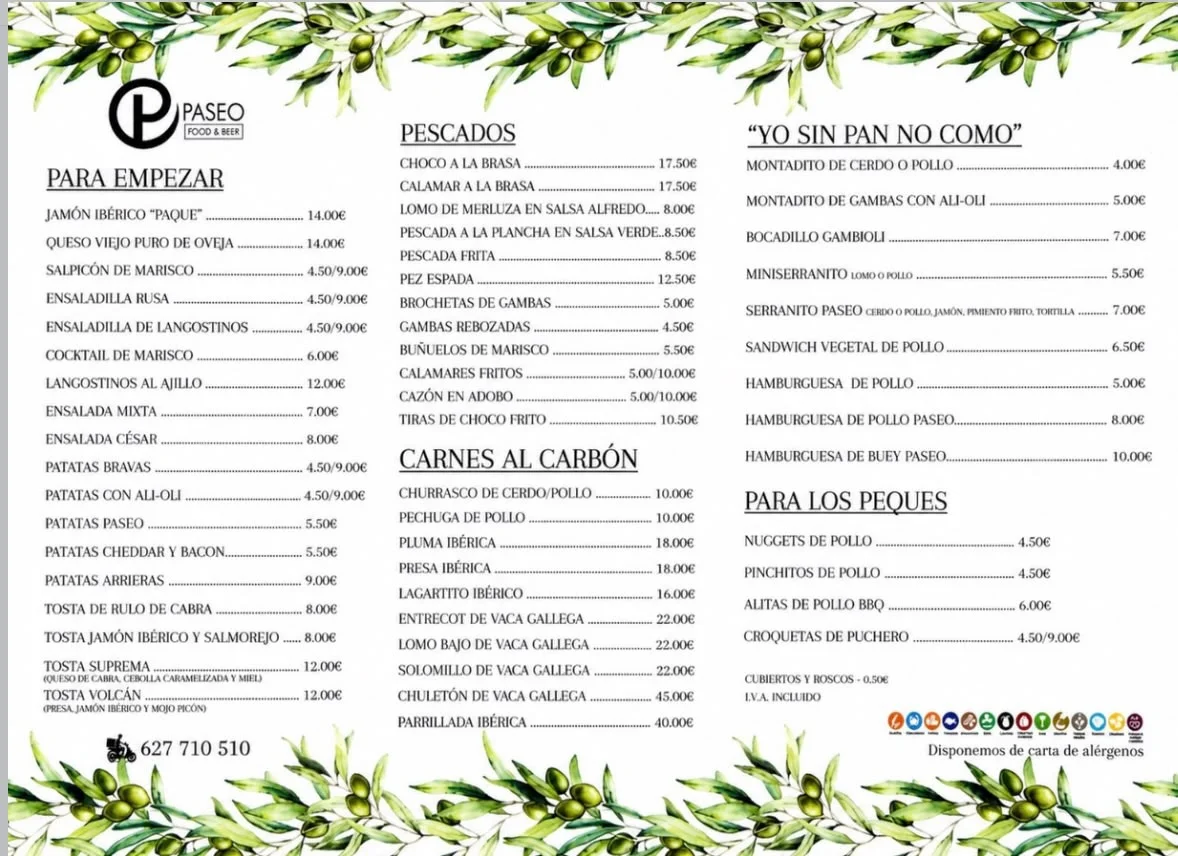 PASEO
FOOD & BEER
PARA EMPEZAR
JAMÓN IBÉRICO "PAQUE" 14.00€
QUESO VIEJO PURO DE OVEJA 14.00€
SALPICÓN DE MARISCO 4.50/9.00€
ENSALADILLA RUSA 4.50/9.00€
ENSALADILLA DE LANGOSTINOS 4.50/9.00€
COCKTAIL DE MARISCO 6.00€
LANGOSTINOS AL AJILLO 12.00€
ENSALADA MIXTA 7.00€
ENSALADA CÉSAR 8.00€
PATATAS BRAVAS 4.50/9.00€
PATATAS CON ALI-OLI 4.50/9.00€
PATATAS PASEO 5.50€
PATATAS CHEDDAR Y BACON 5.50€
PATATAS ARRIERAS 9.00€
TOSTA DE RULO DE CABRA 8.00€
TOSTA JAMÓN IBÉRICO Y SALMOREJO 8.00€
TOSTA SUPREMA 12.00€
(QUESO DE CABRA, CEBOLLA CARAMELIZADA Y MIEL)
TOSTA VOLCÁN 12.00€
(PRESA, JAMÓN IBÉRICO Y MOJO PICÓN)
627 710 510
PESCADOS
CHOCO A LA BRASA 17.50€
CALAMAR A LA BRASA 17.50€
LOMO DE MERLUZA EN SALSA ALFREDO 8.00€
PESCADA A LA PLANCHA EN SALSA VERDE 8.50€
PESCADA FRITA 8.50€
PEZ ESPADA 12.50€
BROCHETAS DE GAMBAS 5.00€
GAMBAS REBOZADAS 4.50€
BUÑUELOS DE MARISCO 5.50€
CALAMARES FRITOS 5.00/10.00€
CAZÓN EN ADOBO 5.00/10.00€
TIRAS DE CHOCO FRITO 10.50€
CARNES AL CARBÓN
CHURRASCO DE CERDO/POLLO 10.00€
PECHUGA DE POLLO 10.00€
PLUMA IBÉRICA 18.00€
PRESA IBÉRICA 18.00€
LAGARTITO IBÉRICO 16.00€
ENTRECOT DE VACA GALLEGA 22.00€
LOMO BAJO DE VACA GALLEGA 22.00€
SOLOMILLO DE VACA GALLEGA 22.00€
CHULETÓN DE VACA GALLEGA 45.00€
PARRILLADA IBÉRICA 40.00€
"YO SIN PAN NO COMO"
MONTADITO DE CERDO O POLLO 4.00€
MONTADITO DE GAMBAS CON ALI-OLI 5.00€
BOCADILLO GAMBIOLI 7.00€
MINISERRANITO LOMO O POLLO 5.50€
SERRANITO PASEO CERDO O POLLO, JAMÓN, PIMIENTO FRITO, TORTILLA 7.00€
SANDWICH VEGETAL DE POLLO 6.50€
HAMBURGUESA DE POLLO 5.00€
HAMBURGUESA DE POLLO PASEO 8.00€
HAMBURGUESA DE BUEY PASEO 10.00€
PARA LOS PEQUES
NUGGETS DE POLLO 4.50€
PINCHITOS DE POLLO 4.50€
ALITAS DE POLLO BBQ 6.00€
CROQUETAS DE PUCHERO 4.50/9.00€
CUBIERTOS Y ROSCOS - 0.50€
I.V.A. INCLUIDO
Disponemos de carta de alérgenos